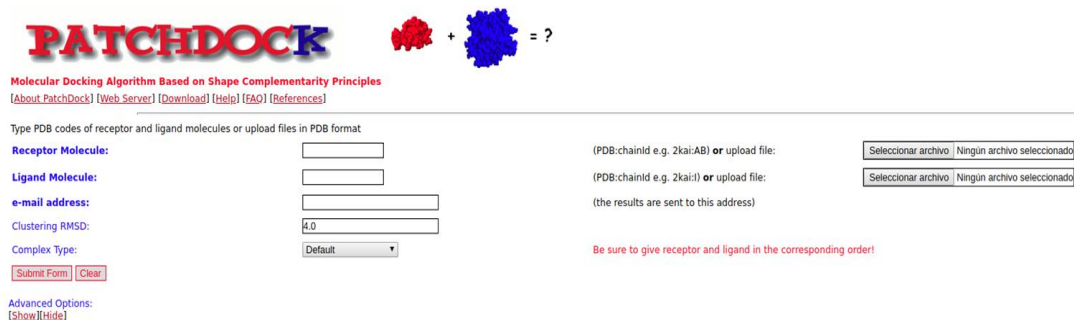 PATCHDOCK
+ = ?
Molecular Docking Algorithm Based on Shape Complementarity Principles
[About PatchDock] [Web Server] [Download] [Help] [FAQ] [References]
Type PDB codes of receptor and ligand molecules or upload files in PDB format
Receptor Molecule: (PDB:chainId e.g. 2kai:AB) or upload file: Seleccionar archivo Ningún archivo seleccionado
Ligand Molecule: (PDB:chainId e.g. 2kai:I) or upload file: Seleccionar archivo Ningún archivo seleccionado
e-mail address: (the results are sent to this address)
Clustering RMSD: 4.0
Complex Type: Default Be sure to give receptor and ligand in the corresponding order!
Submit Form Clear
Advanced Options:
[Show][Hide]